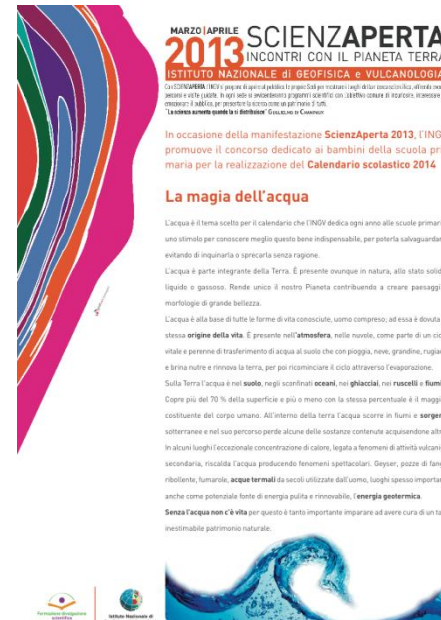 MARZO|APRILE
2013
SCIENZAPERTA
INCONTRI CON IL PIANETA TERRA
ISTITUTO NAZIONALE di GEOFISICA e VULCANOLOGIA
"La scienza aumenta quando la si distribuisce"
In occasione della manifestazione ScienzAperta 2013, l'ING
promuove il concorso dedicato ai bambini della scuola pri
maria per la realizzazione del Calendario scolastico 2014
La magia dell'acqua
L'acqua è il tema scelto per il calendario che l'INGV dedica ogni anno alle scuole primar
uno stimolo per conoscere meglio questo bene indispensabile, per poterla salvaguardar
evitando di inquinarla o sprecarla senza ragione.
L'acqua è parte integrante della Terra. È presente ovunque in natura, allo stato solid
liquido o gassoso. Rende unico il nostro Pianeta contribuendo a creare paesaggi
morfologie di grande bellezza.
L'acqua è alla base di tutte le forme di vita conosciute, uomo compreso; ad essa è dovuta
stessa origine della vita. È presente nell'atmosfera, nelle nuvole, come parte di un cic
vitale e perenne di trasferimento di acqua al suolo che con pioggia, neve, grandine, rugiad
e brina nutre e rinnova la terra, per poi ricominciare il ciclo attraverso l'evaporazione.
Sulla Terra l'acqua è nel suolo, negli sconfinati oceani, nei ghiacciai, nei ruscelli e fiumi
Copre più del 70 % della superficie e più o meno con la stessa percentuale è il maggi
costituente del corpo umano. All'interno della terra l'acqua scorre in fiumi e sorgen
sotterranee e nel suo percorso perde alcune delle sostanze contenute acquisendone altr
In alcuni luoghi l'eccezionale concentrazione di calore, legata a fenomeni di attività vulcanis
secondaria, riscalda l'acqua producendo fenomeni spettacolari. Geyser, pozze di fang
ribollente, fumarole, acque termali da secoli utilizzate dall'uomo, luoghi spesso importan
anche come potenziale fonte di energia pulita e rinnovabile, l'energia geotermica.
Senza l'acqua non c'è vita per questo è tanto importante imparare ad avere cura di un ta
inestimabile patrimonio naturale.
Formazione divulgazione
scientifica
Istituto Nazionale di